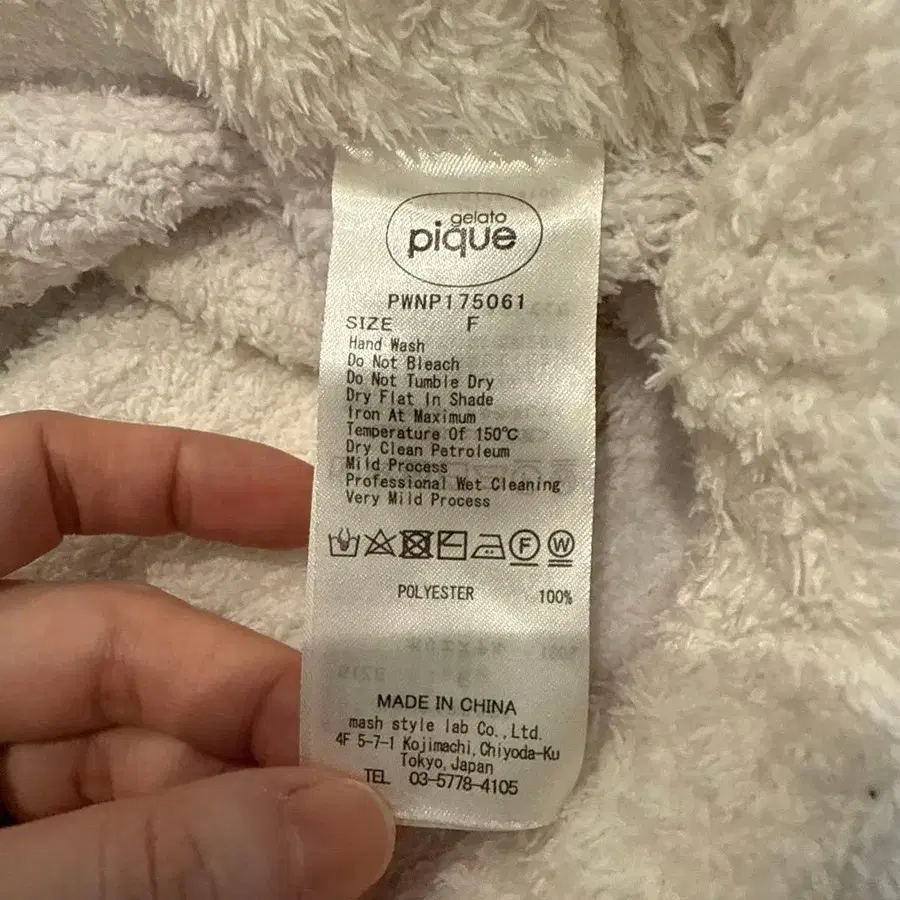 gelato
pique
PWNP175061
SIZE F
Hand Wash
Do Not Bleach
Do Not Tumble Dry
Dry Flat In Shade
Iron At Maximum
Temperature Of 150℃
Dry Clean Petroleum
Mild Process
Professional Wet Cleaning
Very Mild Process
F W
POLYESTER 100%
MADE IN CHINA
mash style lab Co.,Ltd.
4F 5-7-1 Kojimachi,Chiyoda-Ku
Tokyo,Japan
TEL 03-5778-4105